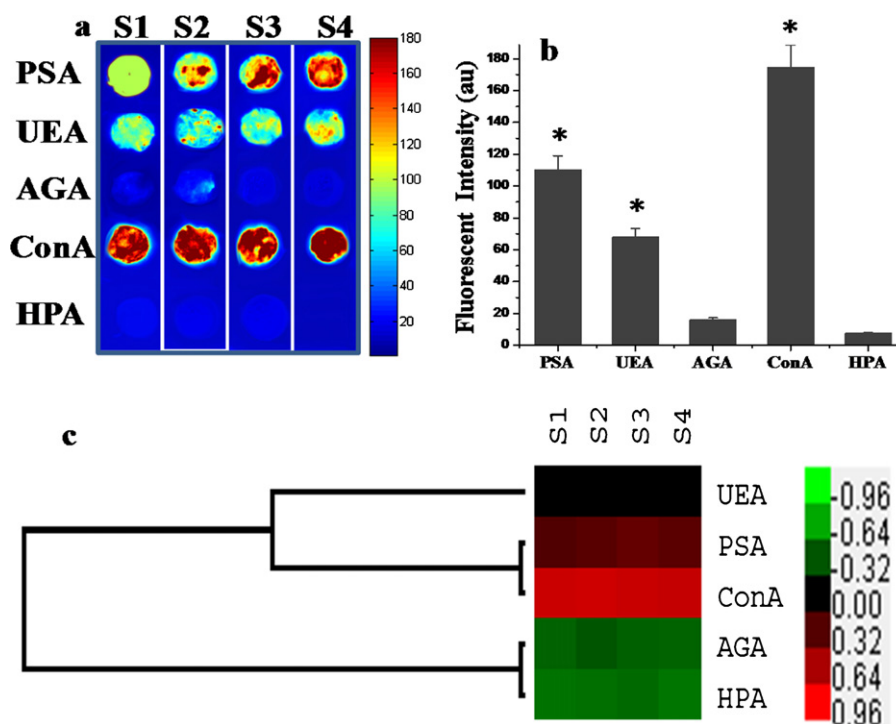 a
S1 S2 S3 S4
PSA
UEA
AGA
ConA
HPA
180
160
140
120
100
80
60
40
20
b
Fluorescent Intensity (au)
180
160
140
120
100
80
60
40
20
0
*
*
*
PSA UEA AGA ConA HPA
c
S1 S2 S3 S4
UEA
PSA
ConA
AGA
HPA
-0.96
-0.64
-0.32
0.00
0.32
0.64
0.96